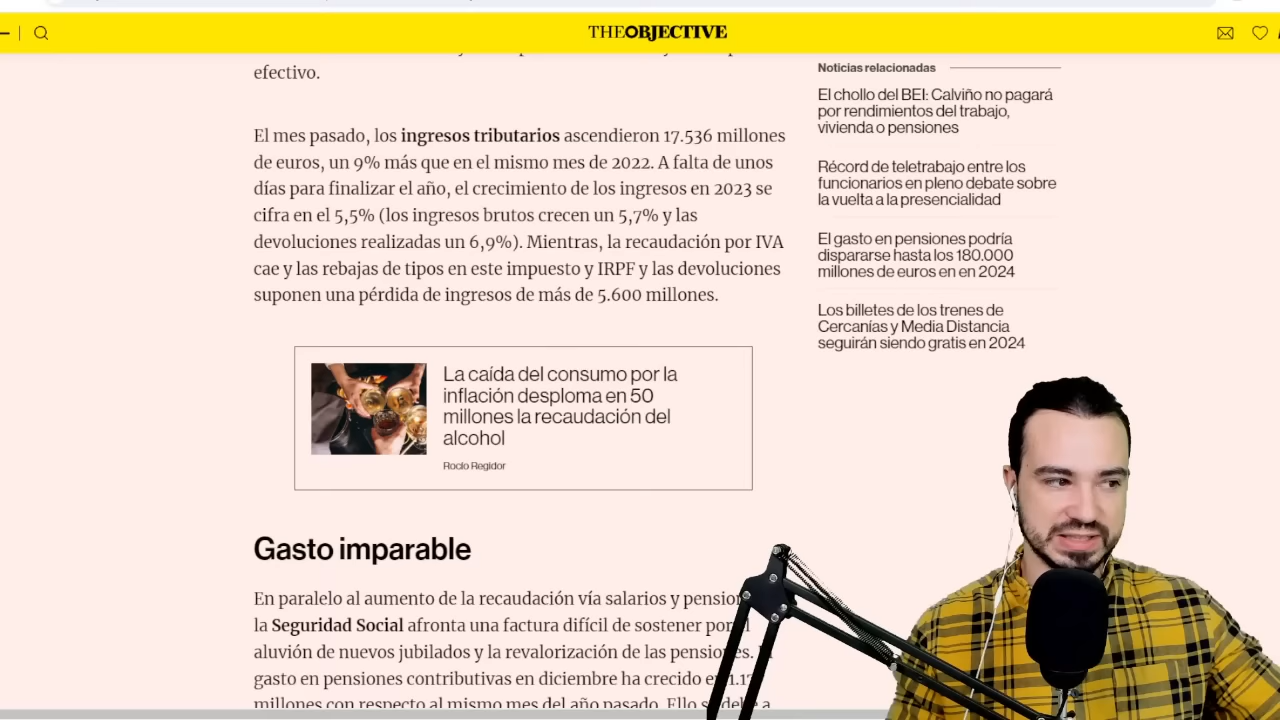 THEOBJECTIVE
efectivo.
El mes pasado, los ingresos tributarios ascendieron 17.536 millones
de euros, un 9% más que en el mismo mes de 2022. A falta de unos
días para finalizar el año, el crecimiento de los ingresos en 2023 se
cifra en el 5,5% (los ingresos brutos crecen un 5,7% y las
devoluciones realizadas un 6,9%). Mientras, la recaudación por IVA
cae y las rebajas de tipos en este impuesto y IRPF y las devoluciones
suponen una pérdida de ingresos de más de 5.600 millones.
La caída del consumo por la
inflación desploma en 50
millones la recaudación del
alcohol
Rocío Regidor
Gasto imparable
En paralelo al aumento de la recaudación vía salarios y
la Seguridad Social afronta una factura difícil de sostener por
aluvión de nuevos jubilados y la revalorización de las pensiones.
gasto en pensiones contributivas en diciembre ha crecido
millones con respecto al mismo mes del año pasado. Ello se debe a
Noticias relacionadas
El chollo del BEI: Calviño no pagará
por rendimientos del trabajo,
vivienda o pensiones
Récord de teletrabajo entre los
funcionarios en pleno debate sobre
la vuelta a la presencialidad
El gasto en pensiones podría
dispararse hasta los 180.000
millones de euros en en 2024
Los billetes de los trenes de
Cercanías y Media Distancia
seguirán siendo gratis en 2024